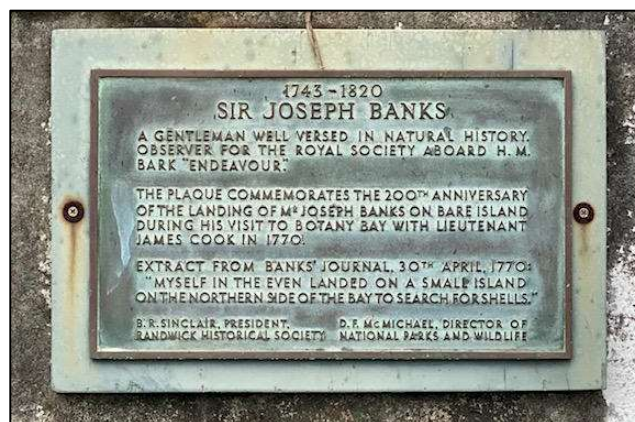 1743-1820
SIR JOSEPH BANKS
A GENTLEMAN WELL VERSED IN NATURAL HISTORY.
OBSERVER FOR THE ROYAL SOCIETY ABOARD H.M.
BARK "ENDEAVOUR".
THE PLAQUE COMMEMORATES THE 200TH ANNIVERSARY
OF THE LANDING OF MR JOSEPH BANKS ON BARE ISLAND
DURING HIS VISIT TO BOTANY BAY WITH LIEUTENANT
JAMES COOK IN 1770.
EXTRACT FROM BANKS' JOURNAL, 30TH APRIL, 1770:
"MYSELF IN THE EVEN LANDED ON A SMALL ISLAND
ON THE NORTHERN SIDE OF THE BAY TO SEARCH FOR SHELLS."
B.R. SINCLAIR, PRESIDENT, D.F. MCMICHAEL, DIRECTOR OF
RANDWICK HISTORICAL SOCIETY NATIONAL PARKS AND WILDLIFE